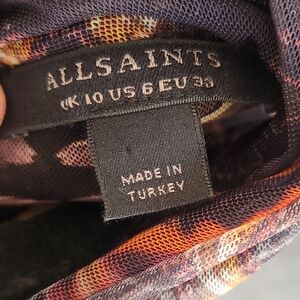 ALLSAINTS
UK 10 US 6 EU 38
MADE IN
TURKEY